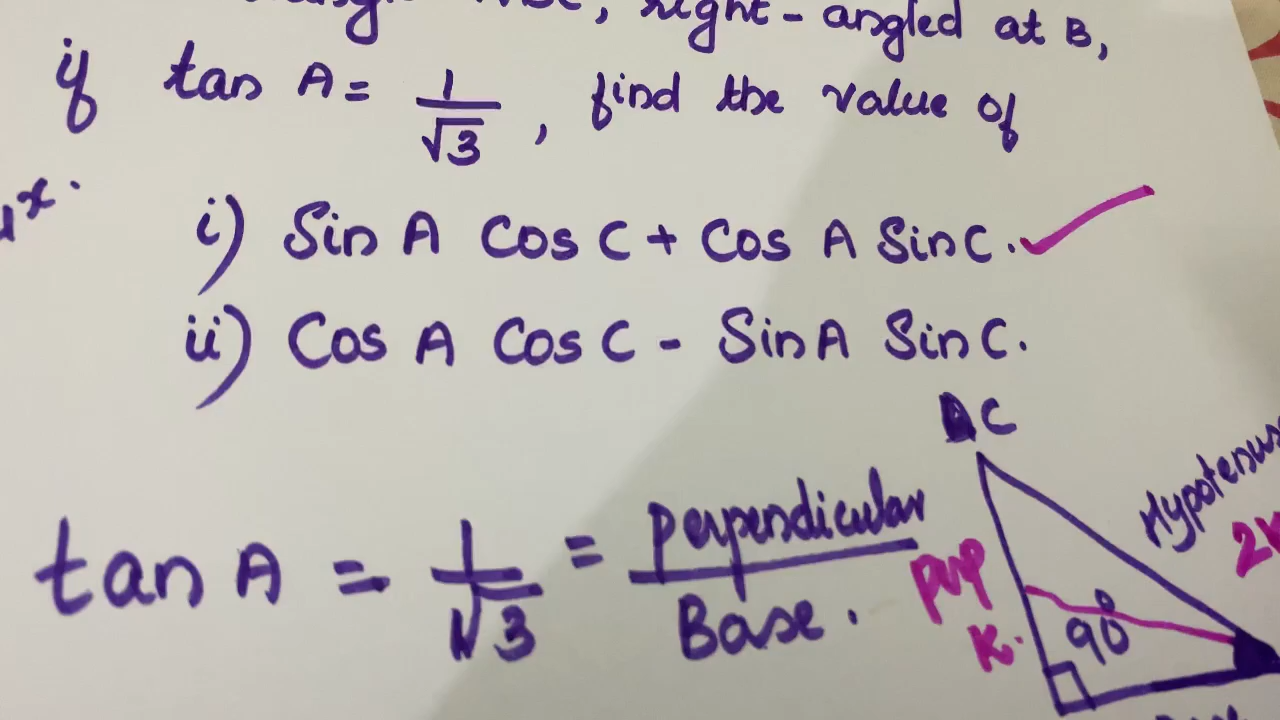 right-angled at B,
if tan A = 1/√3, find the value of
x.
i) Sin A Cos C + Cos A Sin C.
ii) Cos A Cos C - Sin A Sin C.
C
Hypotenus
tan A = 1/√3 = Perpendicular/Base.
perp
K.
90°